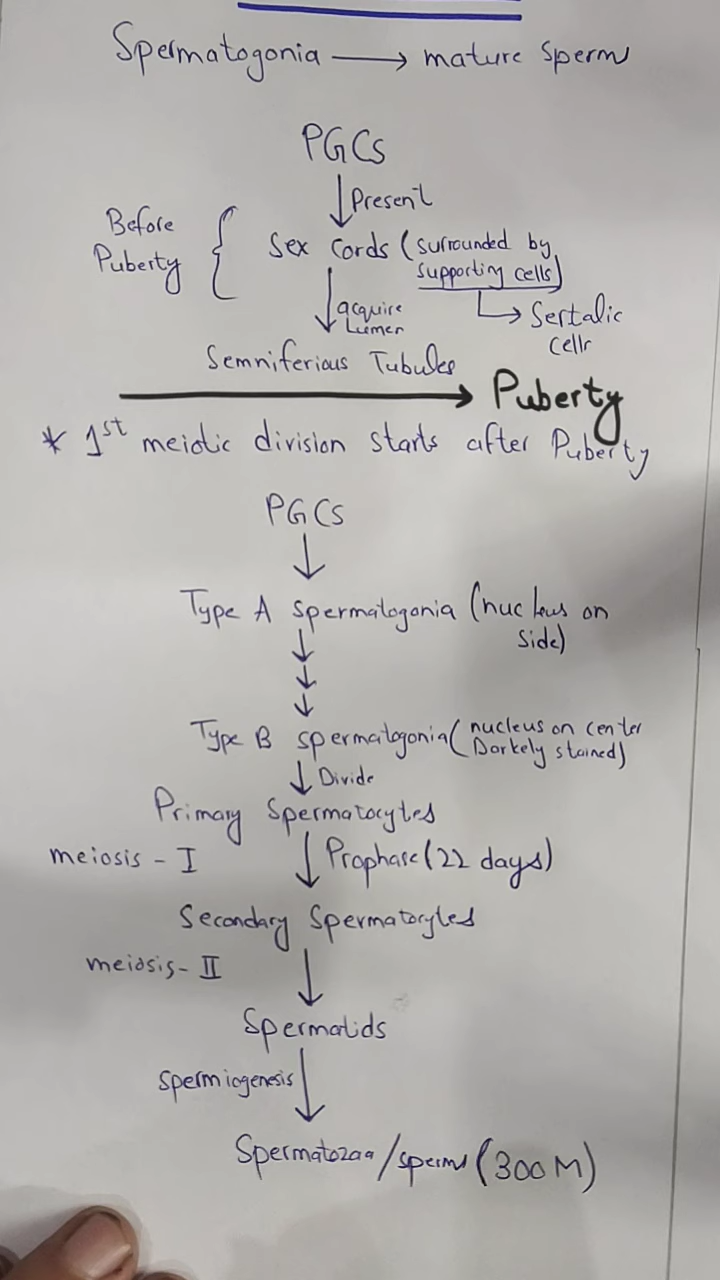 Spermatogonia → mature sperm
PGCs
↓ Present
Before Puberty { Sex Cords (surrounded by supporting cells)
↳ Sertalic cells
↓ acquire Lumen
Semniferious Tubules
→ Puberty
* 1st meiotic division starts after Puberty
PGCs
↓
Type A spermatogonia (nucleus on side)
↓
↓
↓
Type B spermatogonia (nucleus on center Darkely stained)
↓ Divide
Primary Spermatocytes
meiosis - I ↓ Prophase (22 days)
Secondary Spermatocytes
meiosis - II ↓
Spermatids
spermiogenesis ↓
Spermatozoa/sperms (300 M)